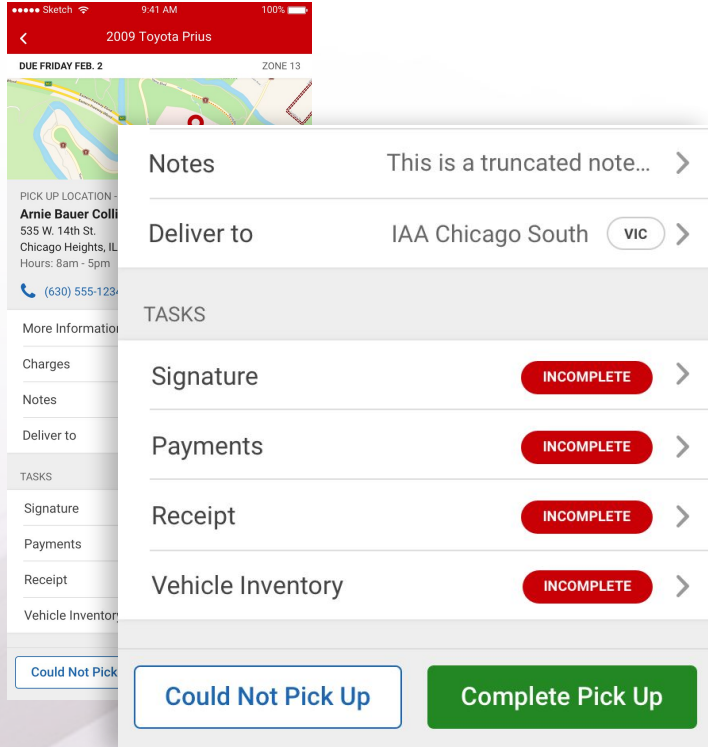 Sketch 9:41 AM 100%
2009 Toyota Prius
DUE FRIDAY FEB. 2 ZONE 13
PICK UP LOCATION -
Arnie Bauer Colli
535 W. 14th St.
Chicago Heights, IL
Hours: 8am - 5pm
(630) 555-1234
More Information
Charges
Notes
Deliver to
TASKS
Signature
Payments
Receipt
Vehicle Inventory
Could Not Pick
Notes This is a truncated note...
Deliver to IAA Chicago South VIC
TASKS
Signature INCOMPLETE
Payments INCOMPLETE
Receipt INCOMPLETE
Vehicle Inventory INCOMPLETE
Could Not Pick Up Complete Pick Up